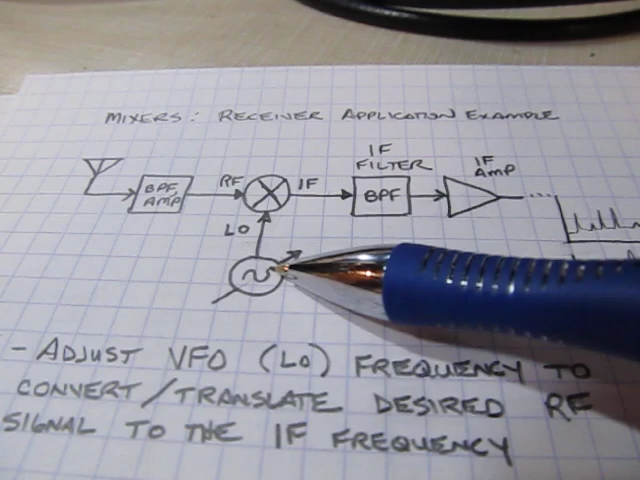 MIXERS: RECEIVER APPLICATION EXAMPLE
IF
FILTER
IF
AMP
BPF,
AMP
RF
IF
BPF
LO
- ADJUST VFO (LO) FREQUENCY TO
CONVERT/TRANSLATE DESIRED RF
SIGNAL TO THE IF FREQUENCY